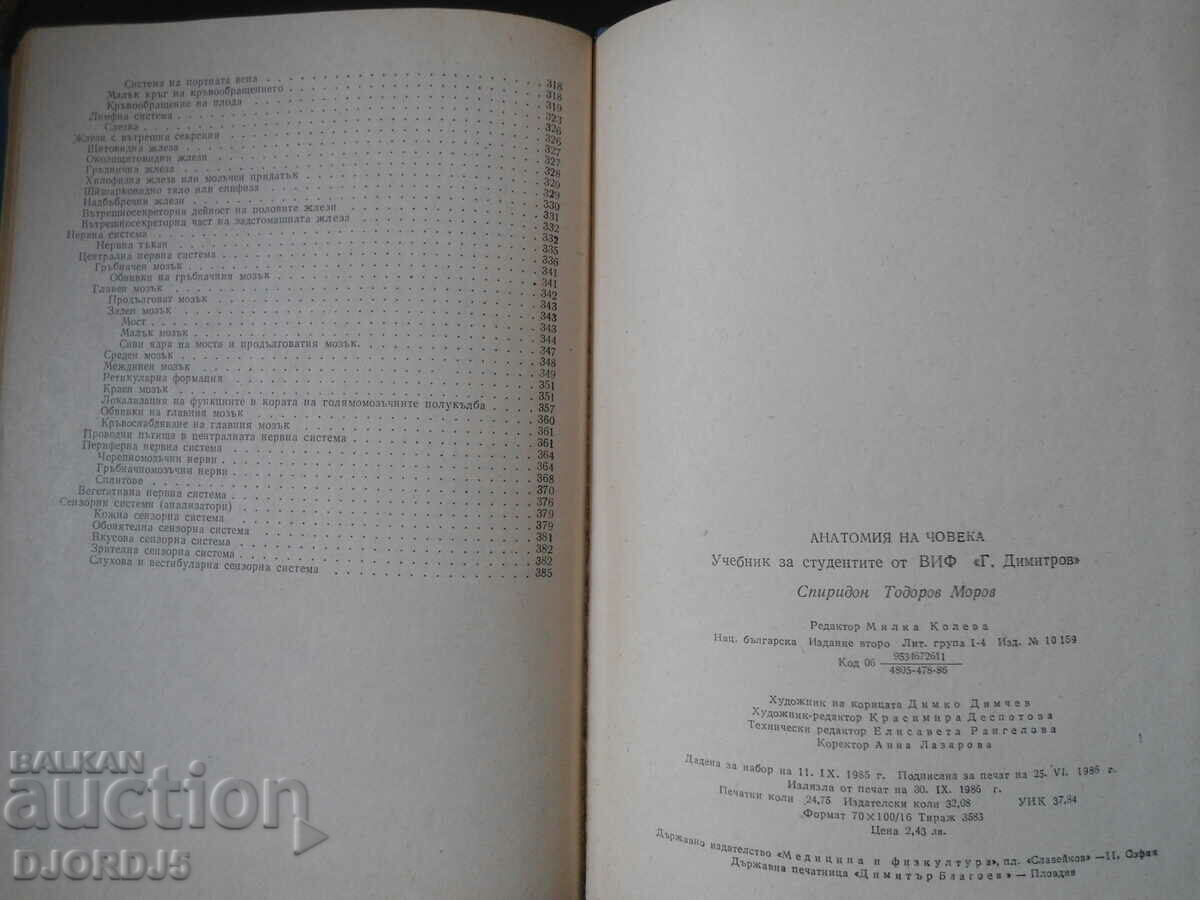 Система на портната вена . . . 318
Малък кръг на кръвообращението . . . 318
Кръвообращение на плода . . . 319
Лимфна система . . . 323
Слезка . . . 326
Жлези с вътрешна секреция . . . 326
Щитовидна жлеза . . . 327
Околощитовидни жлези . . . 327
Гръдничка жлеза . . . 328
Хипофизна жлеза или мозъчен придатък . . . 329
Шишарковидно тяло или епифиза . . . 329
Надбъбречни жлези . . . 330
Вътрешносекреторна дейност на половите жлези . . . 331
Вътрешносекреторна част на задстомашната жлеза . . . 332
Нервна система . . . 332
Нервна тъкан . . . 335
Централна нервна система . . . 336
Гръбначен мозък . . . 341
Обвивки на гръбначния мозък . . . 341
Главен мозък . . . 342
Продълговат мозък . . . 343
Заден мозък . . . 343
Мост . . . 343
Малък мозък . . . 344
Сиви ядра на моста и продълговатия мозък . . . 347
Среден мозък . . . 348
Междинен мозък . . . 349
Ретикуларна формация . . . 351
Краен мозък . . . 351
Локализация на функциите в кората на голямомозъчните полукълба . . . 357
Обвивки на главния мозък . . . 360
Кръвоснабдяване на главния мозък . . . 361
Проводни пътища в централната нервна система . . . 361
Периферна нервна система . . . 364
Черепномозъчни нерви . . . 364
Гръбначномозъчни нерви . . . 368
Сплитове . . . 370
Вегетативна нервна система . . . 376
Сензорни системи (анализатори) . . . 379
Кожна сензорна система . . . 379
Обонятелна сензорна система . . . 381
Вкусова сензорна система . . . 382
Зрителна сензорна система . . . 382
Слухова и вестибуларна сензорна система . . . 385
АНАТОМИЯ НА ЧОВЕКА
Учебник за студентите от ВИФ «Г. Димитров»
Спиридон Тодоров Моров
Редактор Милка Колева
Нац. българска Издание второ Лит. група I-4 Изд. № 10159
Код 06 9534672611
4805-478-86
Художник на корицата Димко Димчев
Художник-редактор Красимира Деспотова
Технически редактор Елисавета Рангелова
Коректор Анна Лазарова
Дадена за набор на 11. IX. 1985 г. Подписана за печат на 25. VI. 1986 г.
Излязла от печат на 30. IX. 1986 г.
Печатки коли 24,75 Издателски коли 32,08 УИК 37,84
Формат 70×100/16 Тираж 3583
Цена 2,43 лв.
Държавно издателство «Медицина и физкултура», пл. «Славейков» —11, София
Държавна печатница «Димитър Благоев» — Пловдив
BALKAN
auction
DJORDJ5